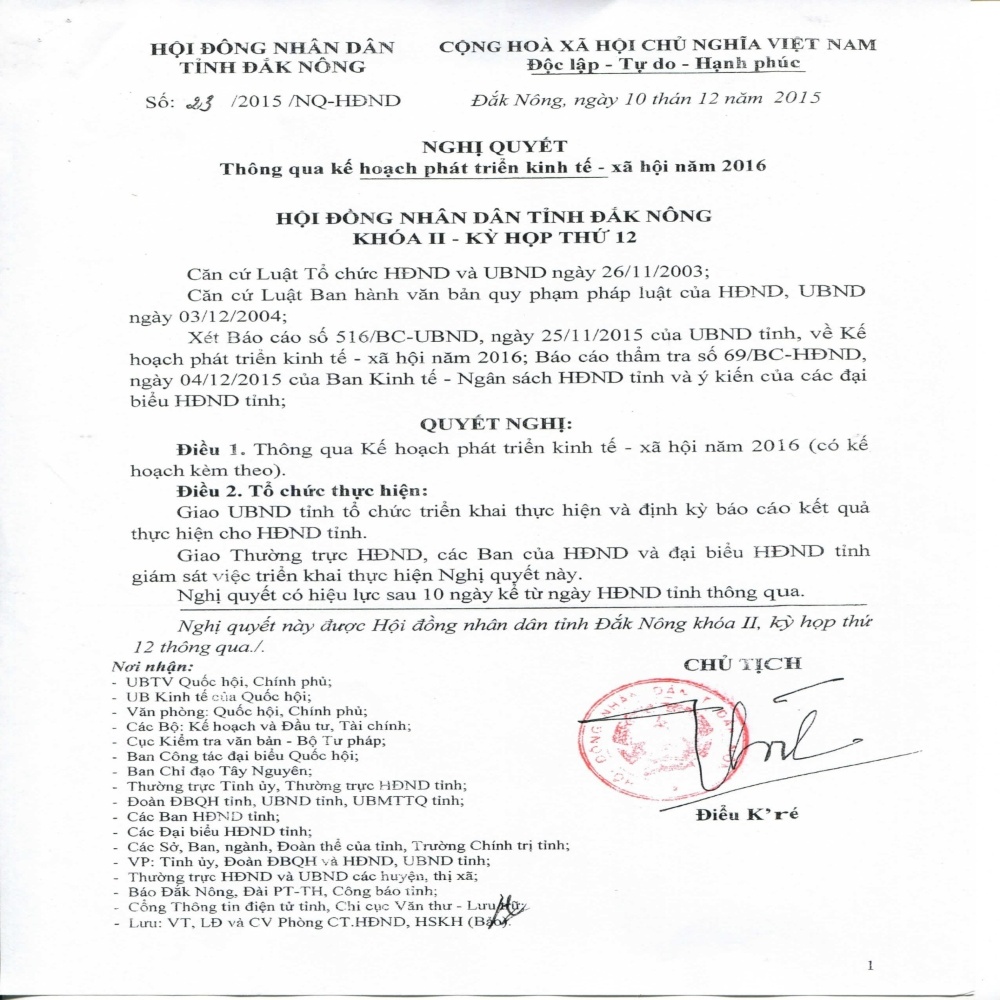 HỘI ĐỒNG NHÂN DÂN
TỈNH ĐẮK NÔNG
CỘNG HOÀ XÃ HỘI CHỦ NGHĨA VIỆT NAM
Độc lập - Tự do - Hạnh phúc
Số: 23 /2015 /NQ-HĐND
Đắk Nông, ngày 10 thán 12 năm 2015
NGHỊ QUYẾT
Thông qua kế hoạch phát triển kinh tế - xã hội năm 2016
HỘI ĐỒNG NHÂN DÂN TỈNH ĐẮK NÔNG
KHÓA II - KỲ HỌP THỨ 12
Căn cứ Luật Tổ chức HĐND và UBND ngày 26/11/2003;
Căn cứ Luật Ban hành văn bản quy phạm pháp luật của HĐND, UBND
ngày 03/12/2004;
Xét Báo cáo số 516/BC-UBND, ngày 25/11/2015 của UBND tỉnh, về Kế
hoạch phát triển kinh tế - xã hội năm 2016; Báo cáo thẩm tra số 69/BC-HĐND,
ngày 04/12/2015 của Ban Kinh tế - Ngân sách HĐND tỉnh và ý kiến của các đại
biểu HĐND tỉnh;
QUYẾT NGHỊ:
Điều 1. Thông qua Kế hoạch phát triển kinh tế - xã hội năm 2016 (có kế
hoạch kèm theo).
Điều 2. Tổ chức thực hiện:
Giao UBND tỉnh tổ chức triển khai thực hiện và định kỳ báo cáo kết quả
thực hiện cho HĐND tỉnh.
Giao Thường trực HĐND, các Ban của HĐND và đại biểu HĐND tỉnh
giám sát việc triển khai thực hiện Nghị quyết này.
Nghị quyết có hiệu lực sau 10 ngày kể từ ngày HĐND tỉnh thông qua.
Nghị quyết này được Hội đồng nhân dân tỉnh Đắk Nông khóa II, kỳ họp thứ
12 thông qua./.
Nơi nhận:
- UBTV Quốc hội, Chính phủ;
- UB Kinh tế của Quốc hội;
- Văn phòng: Quốc hội, Chính phủ;
- Các Bộ: Kế hoạch và Đầu tư, Tài chính;
- Cục Kiểm tra văn bản - Bộ Tư pháp;
- Ban Công tác đại biểu Quốc hội;
- Ban Chỉ đạo Tây Nguyên;
- Thường trực Tỉnh ủy, Thường trực HĐND tỉnh;
- Đoàn ĐBQH tỉnh, UBND tỉnh, UBMTTQ tỉnh;
- Các Ban HĐND tỉnh;
- Các Đại biểu HĐND tỉnh;
- Các Sở, Ban, ngành, Đoàn thể của tỉnh, Trường Chính trị tỉnh;
- VP: Tỉnh ủy, Đoàn ĐBQH và HĐND, UBND tỉnh;
- Thường trực HĐND và UBND các huyện, thị xã;
- Báo Đắk Nông, Đài PT-TH, Công báo tỉnh;
- Cổng Thông tin điện tử tỉnh, Chi cục Văn thư - Lưu trữ;
- Lưu: VT, LĐ và CV Phòng CT.HĐND, HSKH
CHỦ TỊCH
Điểu K'ré
1